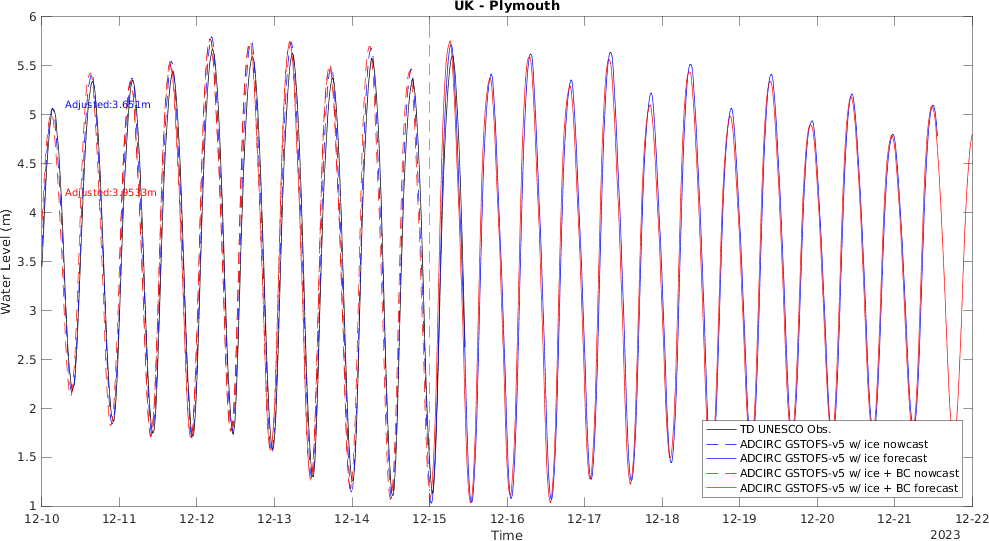 UK - Plymouth
6
5.5
5
4.5
4
3.5
3
2.5
2
1.5
1
Water Level (m)
Adjusted:3.651m
Adjusted:3.9533m
TD UNESCO Obs.
ADCIRC GSTOFS-v5 w/ ice nowcast
ADCIRC GSTOFS-v5 w/ ice forecast
ADCIRC GSTOFS-v5 w/ ice + BC nowcast
ADCIRC GSTOFS-v5 w/ ice + BC forecast
12-10 12-11 12-12 12-13 12-14 12-15 12-16 12-17 12-18 12-19 12-20 12-21 12-22
Time
2023